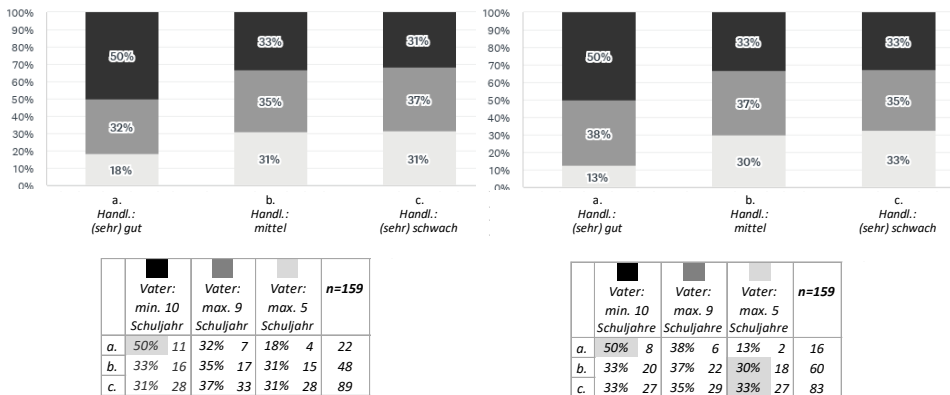 100%
90%
80%
70%
60%
50%
40%
30%
20%
10%
0%
50%
32%
18%
33%
35%
31%
31%
37%
31%
a.
Handl.:
(sehr) gut
b.
Handl.:
mittel
c.
Handl.:
(sehr) schwach
100%
90%
80%
70%
60%
50%
40%
30%
20%
10%
0%
50%
38%
13%
33%
37%
30%
33%
35%
33%
a.
Handl.:
(sehr) gut
b.
Handl.:
mittel
c.
Handl.:
(sehr) schwach
Vater: Vater: Vater: n=159
min. 10 max. 9 max. 5
Schuljahr Schuljahr Schuljahr
a. 50% 11 32% 7 18% 4 22
b. 33% 16 35% 17 31% 15 48
c. 31% 28 37% 33 31% 28 89
Vater: Vater: Vater: n=159
min. 10 max. 9 max. 5
Schuljahre Schuljahre Schuljahre
a. 50% 8 38% 6 13% 2 16
b. 33% 20 37% 22 30% 18 60
c. 33% 27 35% 29 33% 27 83